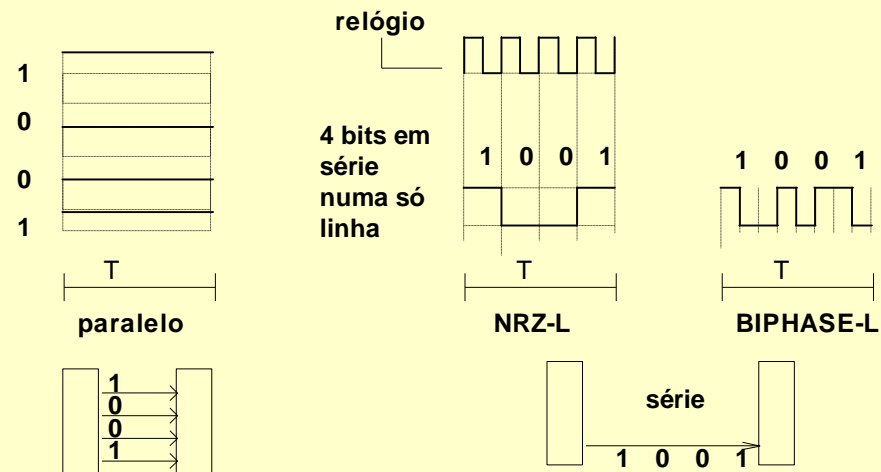 relógio
1
0
0
1
4 bits em
série
numa só
linha
1 0 0 1
1 0 0 1
T
T
T
paralelo
NRZ-L
BIPHASE-L
1
0
0
1
série
1 0 0 1